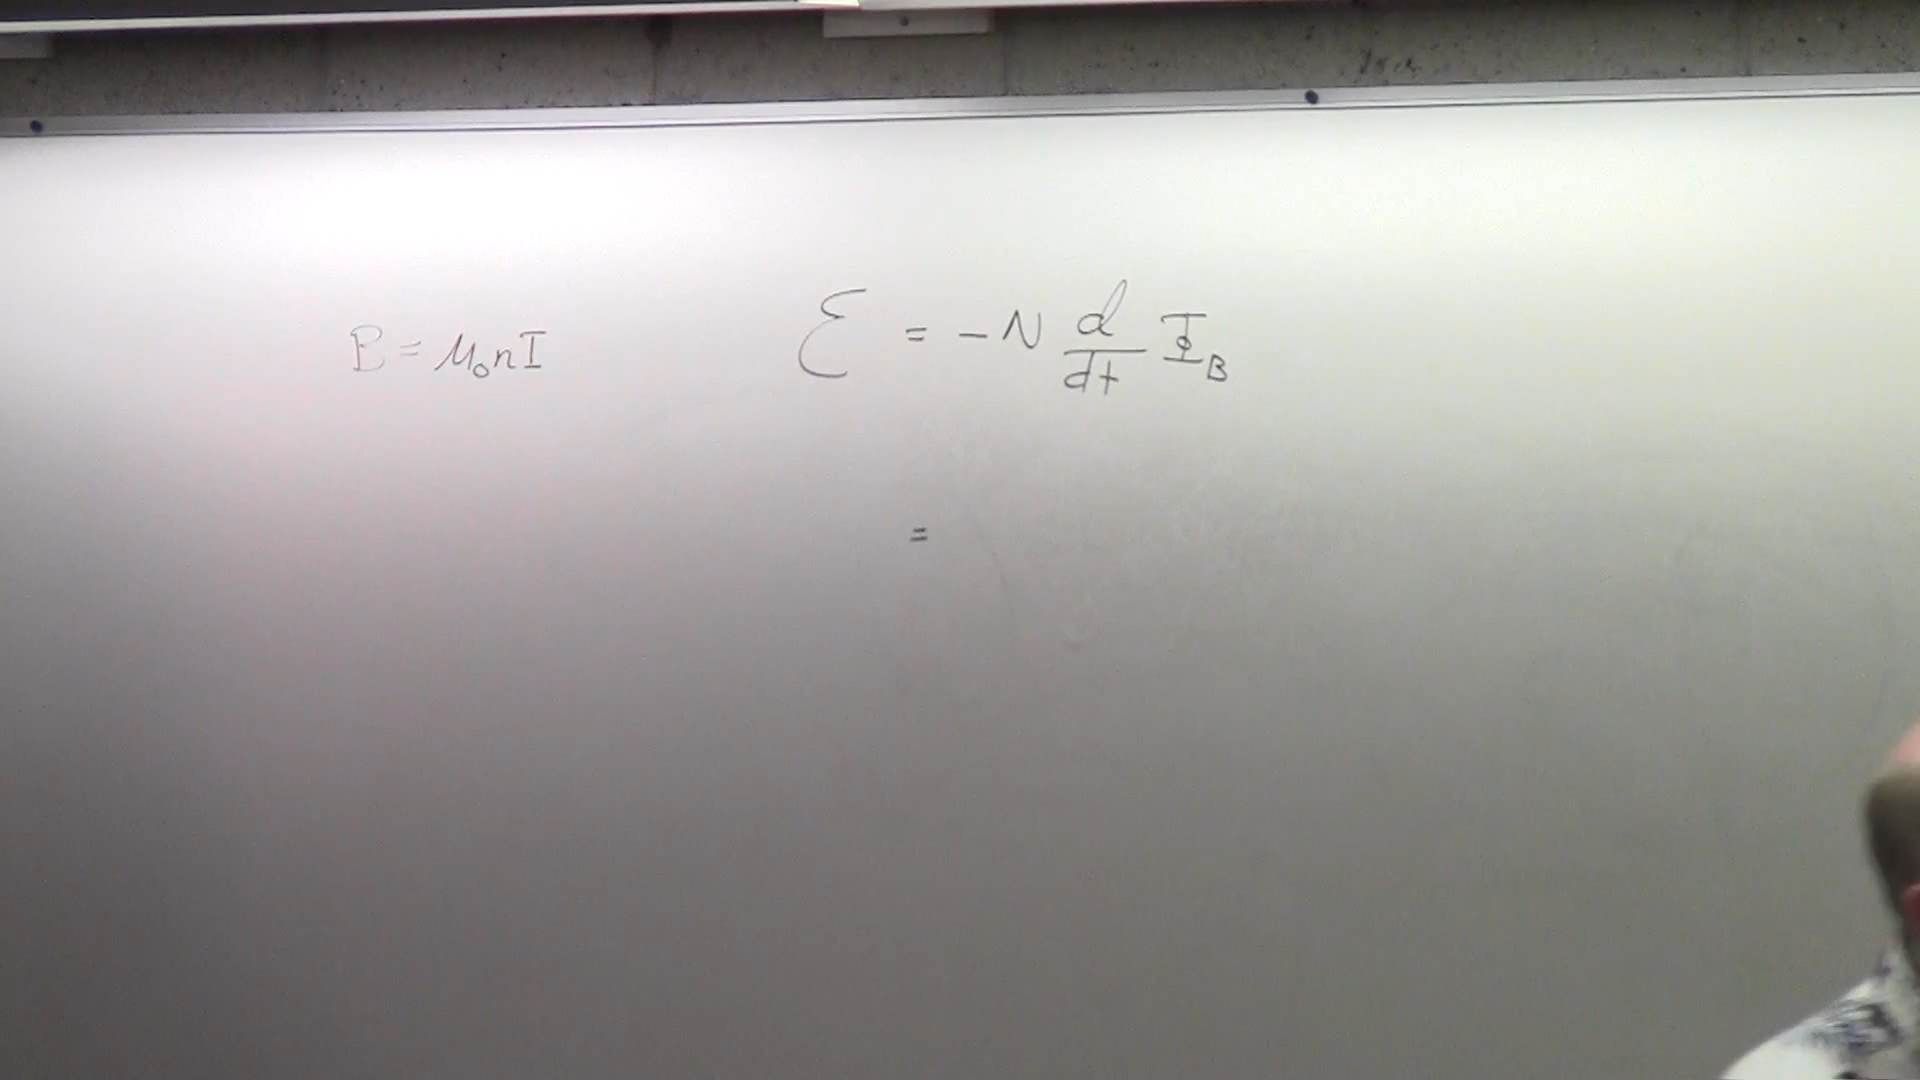 B = μ₀nI
ℰ = -N d/dt Φ_B
=